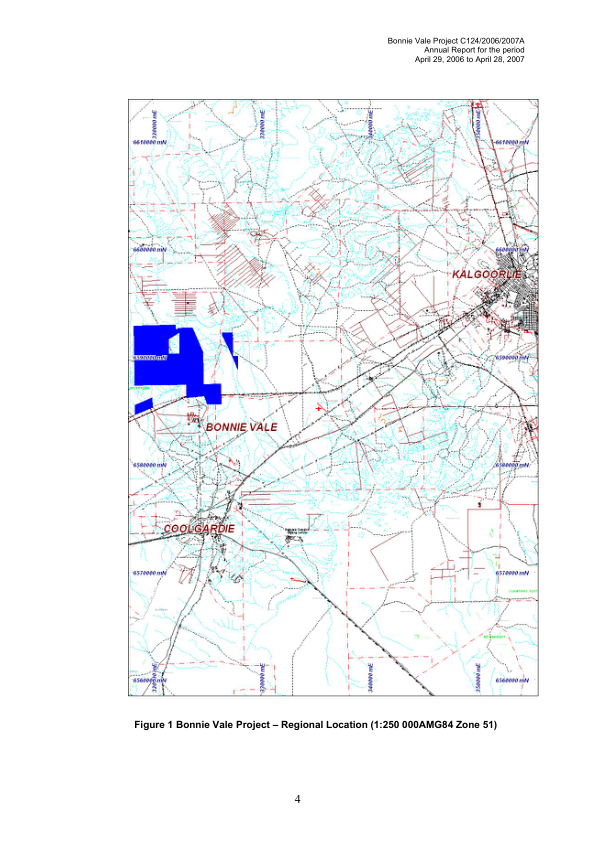 Bonnie Vale Project C124/2006/2007A
Annual Report for the period
April 29, 2006 to April 28, 2007
320000 mE
330000 mE
340000 mE
350000 mE
6610000 mN
6610000 mN
6600000 mN
6600000 mN
KALGOORLIE
6590000 mN
6590000 mN
BONNIE VALE
6580000 mN
6580000 mN
COOLGARDIE
6570000 mN
6570000 mN
320000 mE
330000 mE
340000 mE
350000 mE
6560000 mN
6560000 mN
Figure 1 Bonnie Vale Project – Regional Location (1:250 000AMG84 Zone 51)
4